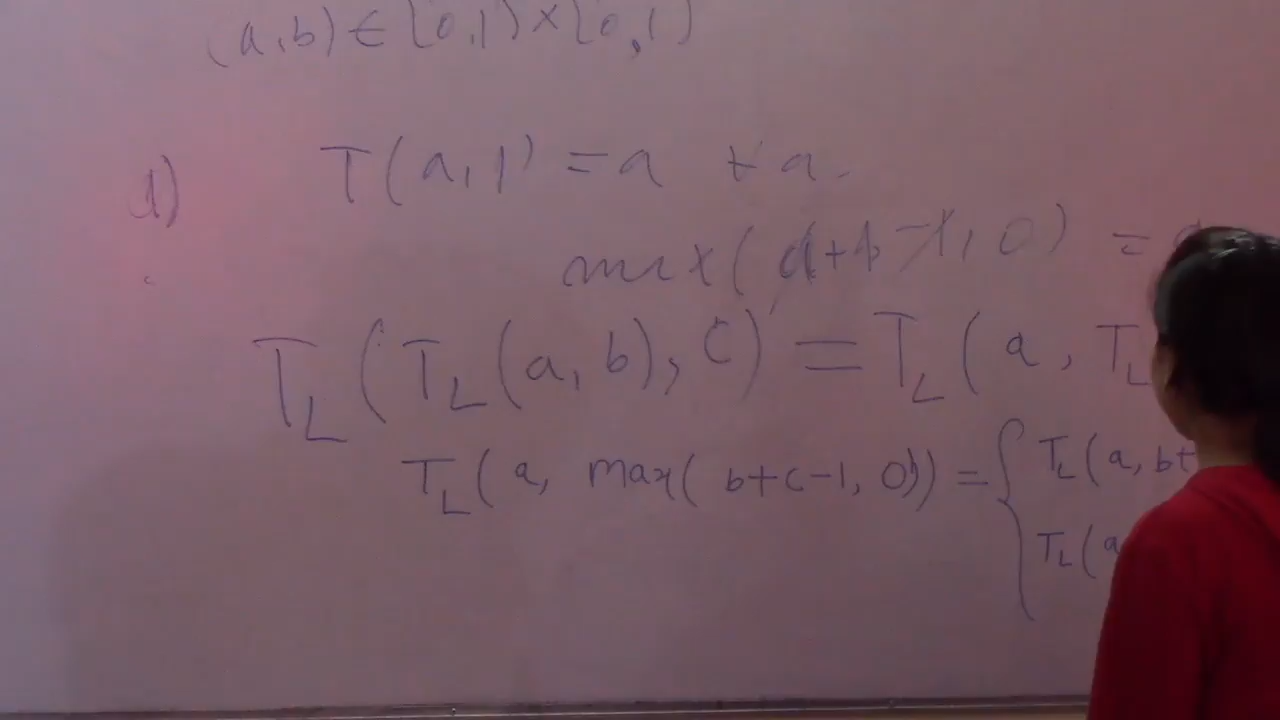 (a,b) ∈ [0,1) × [0,1)
1) T(a,1) = a ∀ a.
max(a+1-1, 0) =
T_L(T_L(a,b), c) = T_L(a, T_L
T_L(a, max(b+c-1, 0)) = { T_L(a, b+
T_L(a